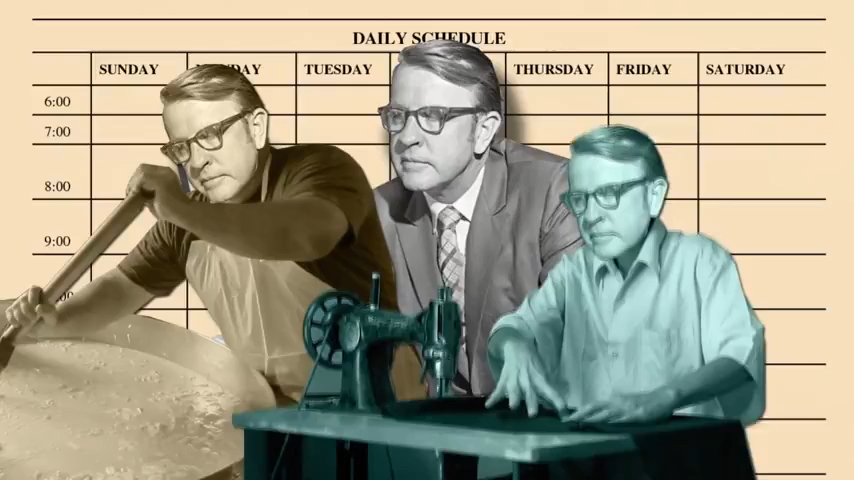 DAILY SCHEDULE
SUNDAY
TUESDAY
THURSDAY
FRIDAY
SATURDAY
6:00
7:00
8:00
9:00